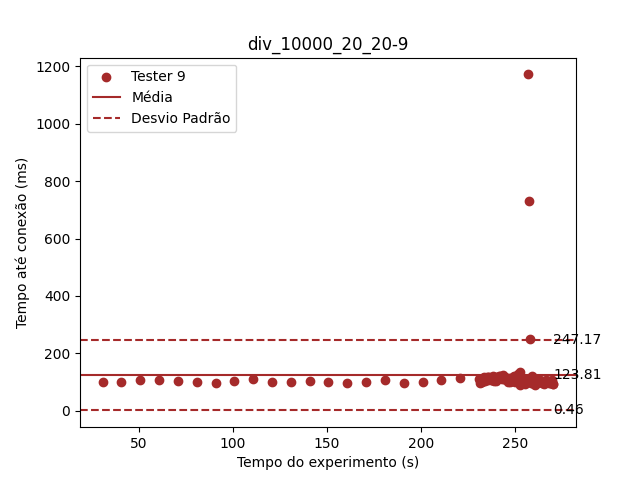 div_10000_20_20-9
Tester 9
Média
Desvio Padrão
1200
1000
800
600
400
200
0
Tempo até conexão (ms)
247.17
123.81
0.46
50 100 150 200 250
Tempo do experimento (s)